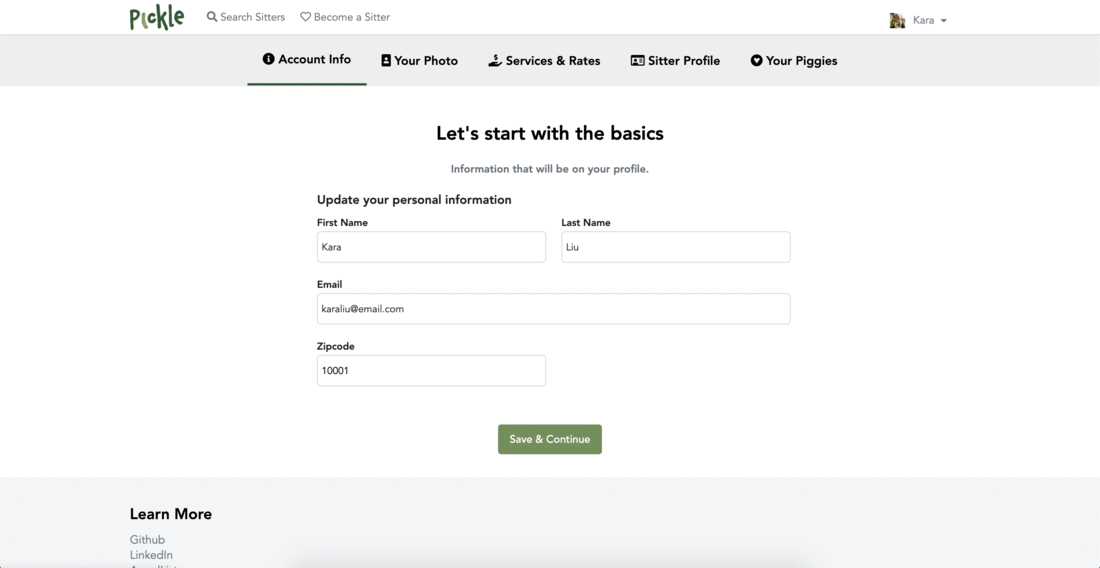 Pickle Search Sitters Become a Sitter Kara
Account Info Your Photo Services & Rates Sitter Profile Your Piggies
Let's start with the basics
Information that will be on your profile.
Update your personal information
First Name Last Name
Kara Liu
Email
karaliu@email.com
Zipcode
10001
Save & Continue
Learn More
Github
LinkedIn